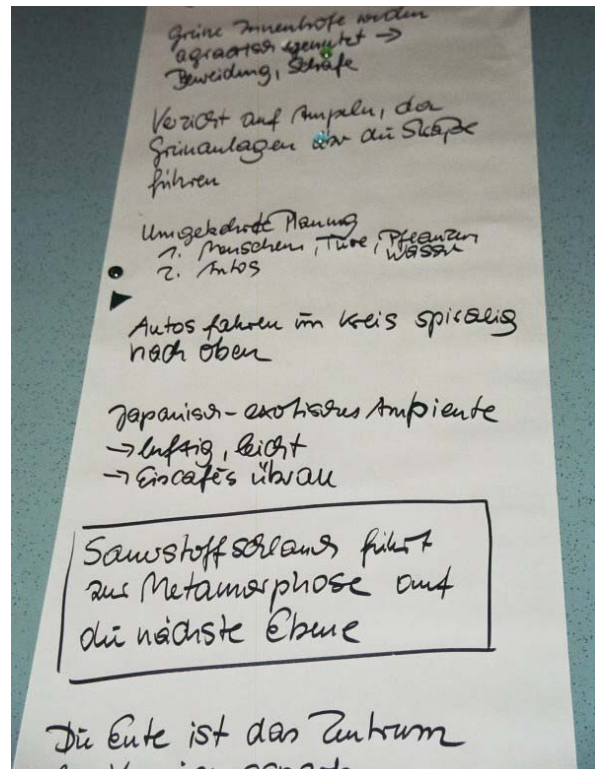 Grüne Innenhöfe werden
agrarisch genutzt →
Beweidung, Schafe
Verzicht auf Ampeln, da
Grünanlagen über die Straße
führen
Umgekehrte Planung
1. Menschen, Tiere, Pflanzen
Wasser
2. Autos
Autos fahren im Kreis spiralig
nach oben
Japanisch-exotisches Ambiente
→ luftig, leicht
→ Eiscafés überall
Sauerstoffschlauch führt
zur Metamorphose auf
die nächste Ebene
Die Ente ist das Zentrum